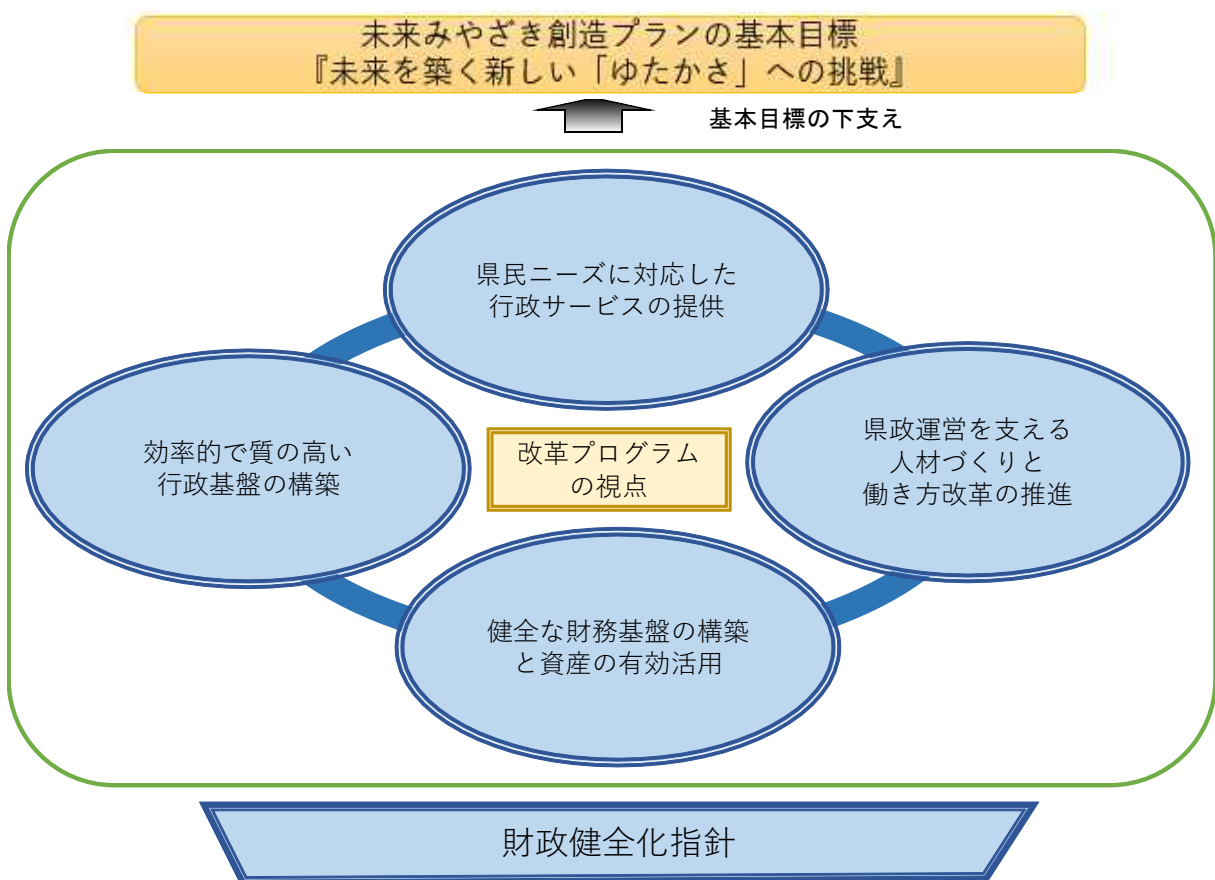 未来みやざき創造プランの基本目標
『未来を築く新しい「ゆたかさ」への挑戦』
基本目標の下支え
県民ニーズに対応した
行政サービスの提供
効率的で質の高い
行政基盤の構築
改革プログラム
の視点
県政運営を支える
人材づくりと
働き方改革の推進
健全な財務基盤の構築
と資産の有効活用
財政健全化指針